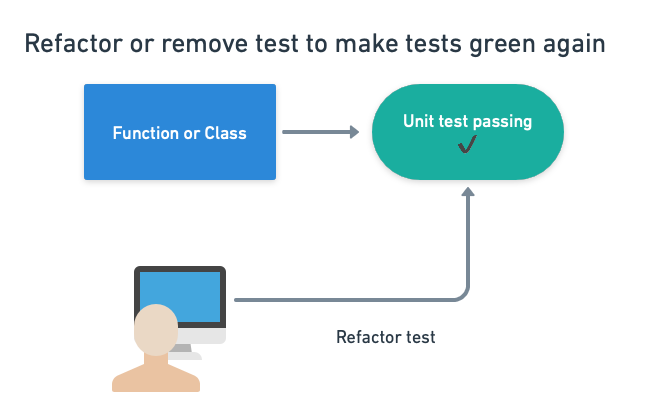 Refactor or remove test to make tests green again
Function or Class
Unit test passing
Refactor test